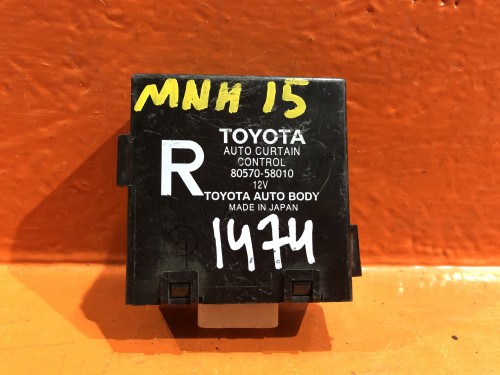 MNH 15
R
TOYOTA
AUTO CURTAIN
CONTROL
80570-58010
12V
TOYOTA AUTO BODY
MADE IN JAPAN
1474